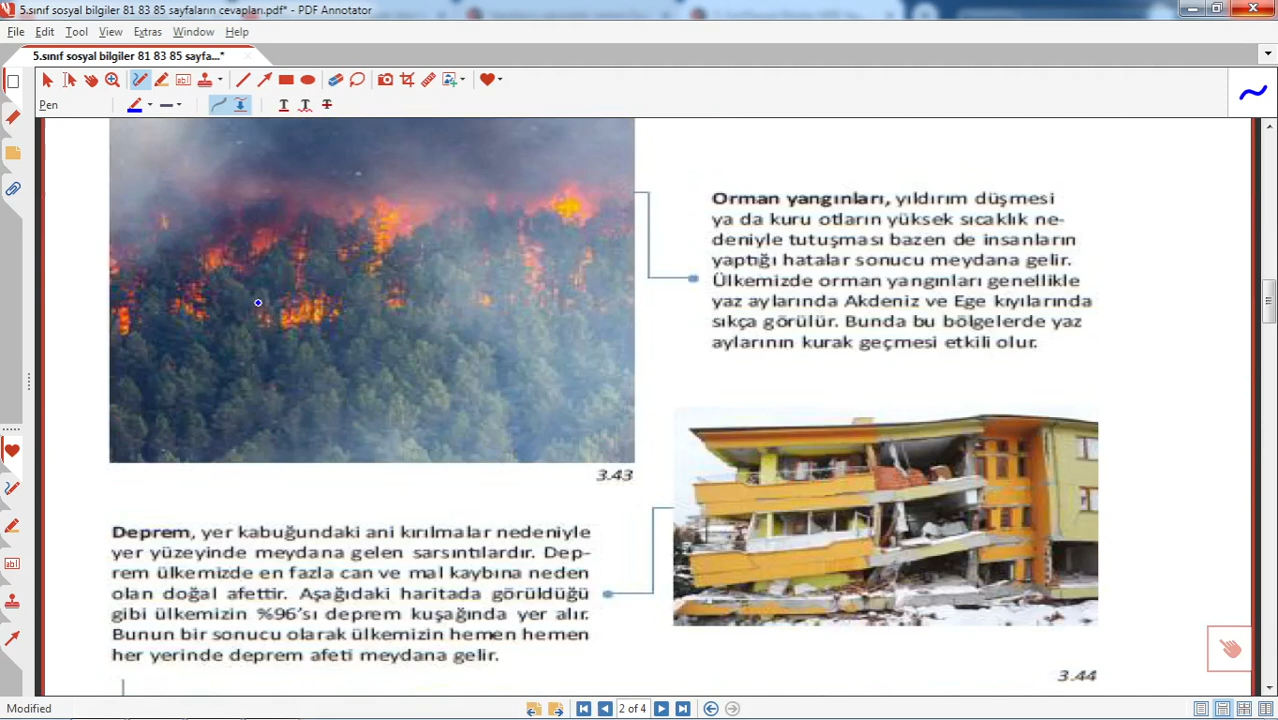 5.sınıf sosyal bilgiler 81 83 85 sayfaların cevapları.pdf* - PDF Annotator
File Edit Tool View Extras Window Help
5.sınıf sosyal bilgiler 81 83 85 sayfa...*
Pen
Orman yangınları, yıldırım düşmesi
ya da kuru otların yüksek sıcaklık ne-
deniyle tutuşması bazen de insanların
yaptığı hatalar sonucu meydana gelir.
Ülkemizde orman yangınları genellikle
yaz aylarında Akdeniz ve Ege kıyılarında
sıkça görülür. Bunda bu bölgelerde yaz
aylarının kurak geçmesi etkili olur.
3.43
Deprem, yer kabuğundaki ani kırılmalar nedeniyle
yer yüzeyinde meydana gelen sarsıntılardır. Dep-
rem ülkemizde en fazla can ve mal kaybına neden
olan doğal afettir. Aşağıdaki haritada görüldüğü
gibi ülkemizin %96'sı deprem kuşağında yer alır.
Bunun bir sonucu olarak ülkemizin hemen hemen
her yerinde deprem afeti meydana gelir.
3.44
Modified
2 of 4